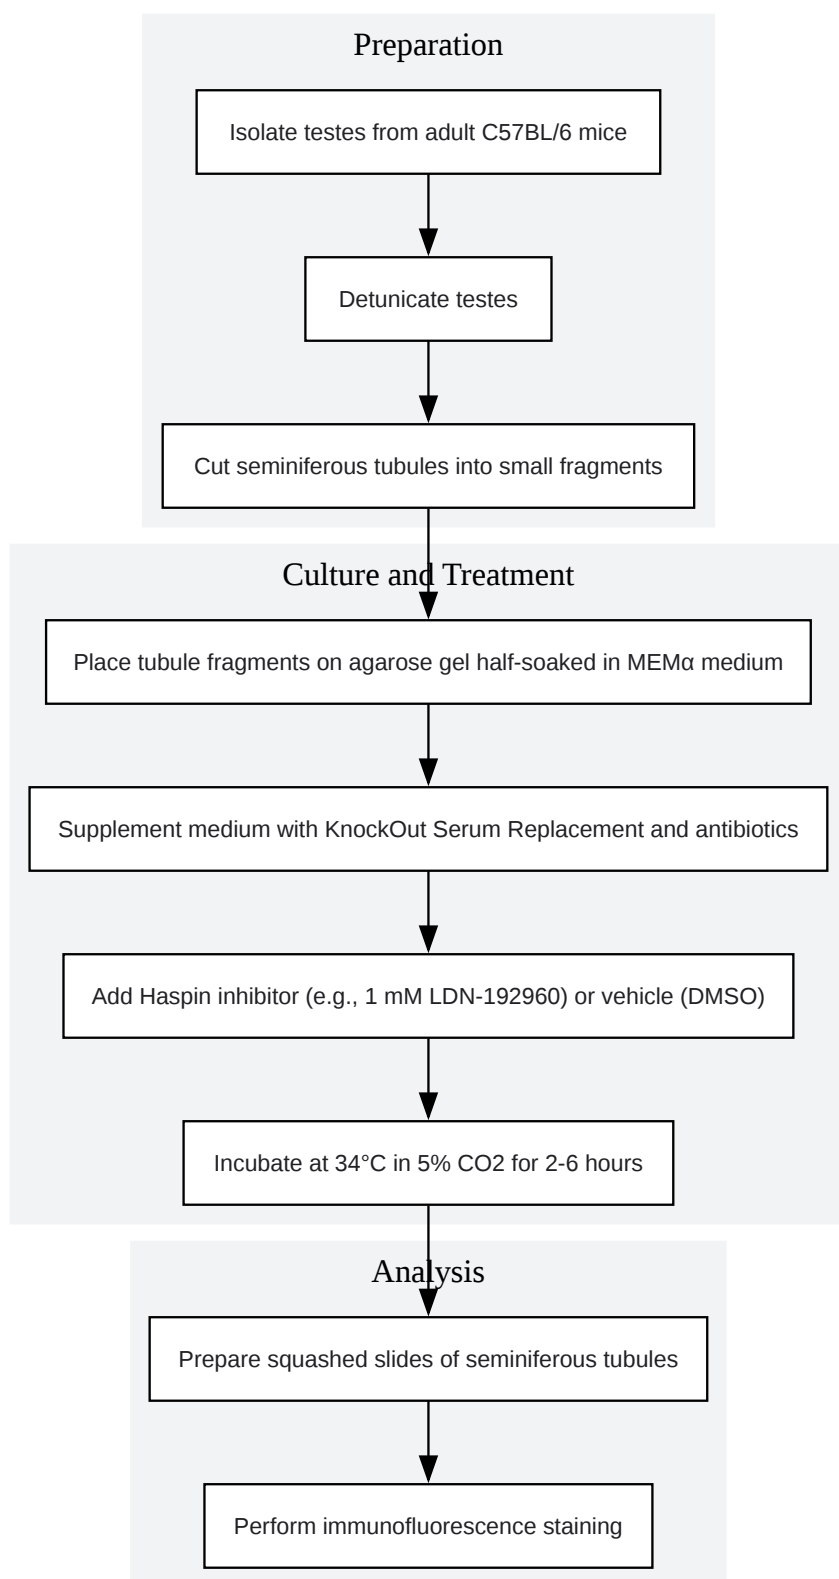 Preparation
Isolate testes from adult C57BL/6 mice
Detunicate testes
Cut seminiferous tubules into small fragments
Culture and Treatment
Place tubule fragments on agarose gel half-soaked in MEMα medium
Supplement medium with KnockOut Serum Replacement and antibiotics
Add Haspin inhibitor (e.g., 1 mM LDN-192960) or vehicle (DMSO)
Incubate at 34°C in 5% CO2 for 2-6 hours
Analysis
Prepare squashed slides of seminiferous tubules
Perform immunofluorescence staining